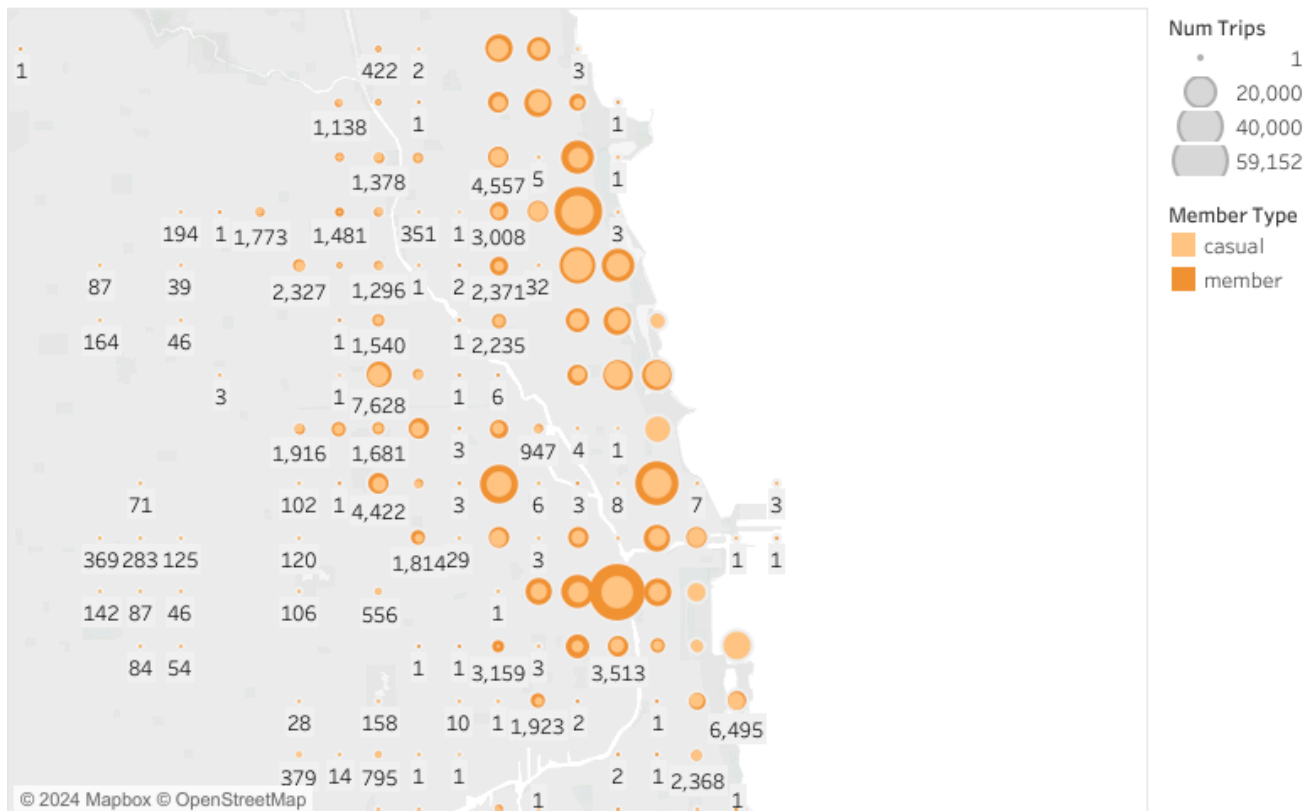 Num Trips
1
20,000
40,000
59,152
Member Type
casual
member
1 422 2 3
1,138 1 1
1,378 4,557 5 1
194 1 1,773 1,481 351 1 3,008 3
87 39 2,327 1,296 1 2 2,371 32
164 46 1 1,540 1 2,235
3 1 7,628 1 6
1,916 1,681 3 947 4 1
71 102 1 4,422 3 6 3 8 7 3
369 283 125 120 1,814 29 3 1 1
142 87 46 106 556 1
84 54 1 1 3,159 3 3,513
28 158 10 1 1,923 2 1 6,495
379 14 795 1 1 2 1 2,368
1 1
© 2024 Mapbox © OpenStreetMap